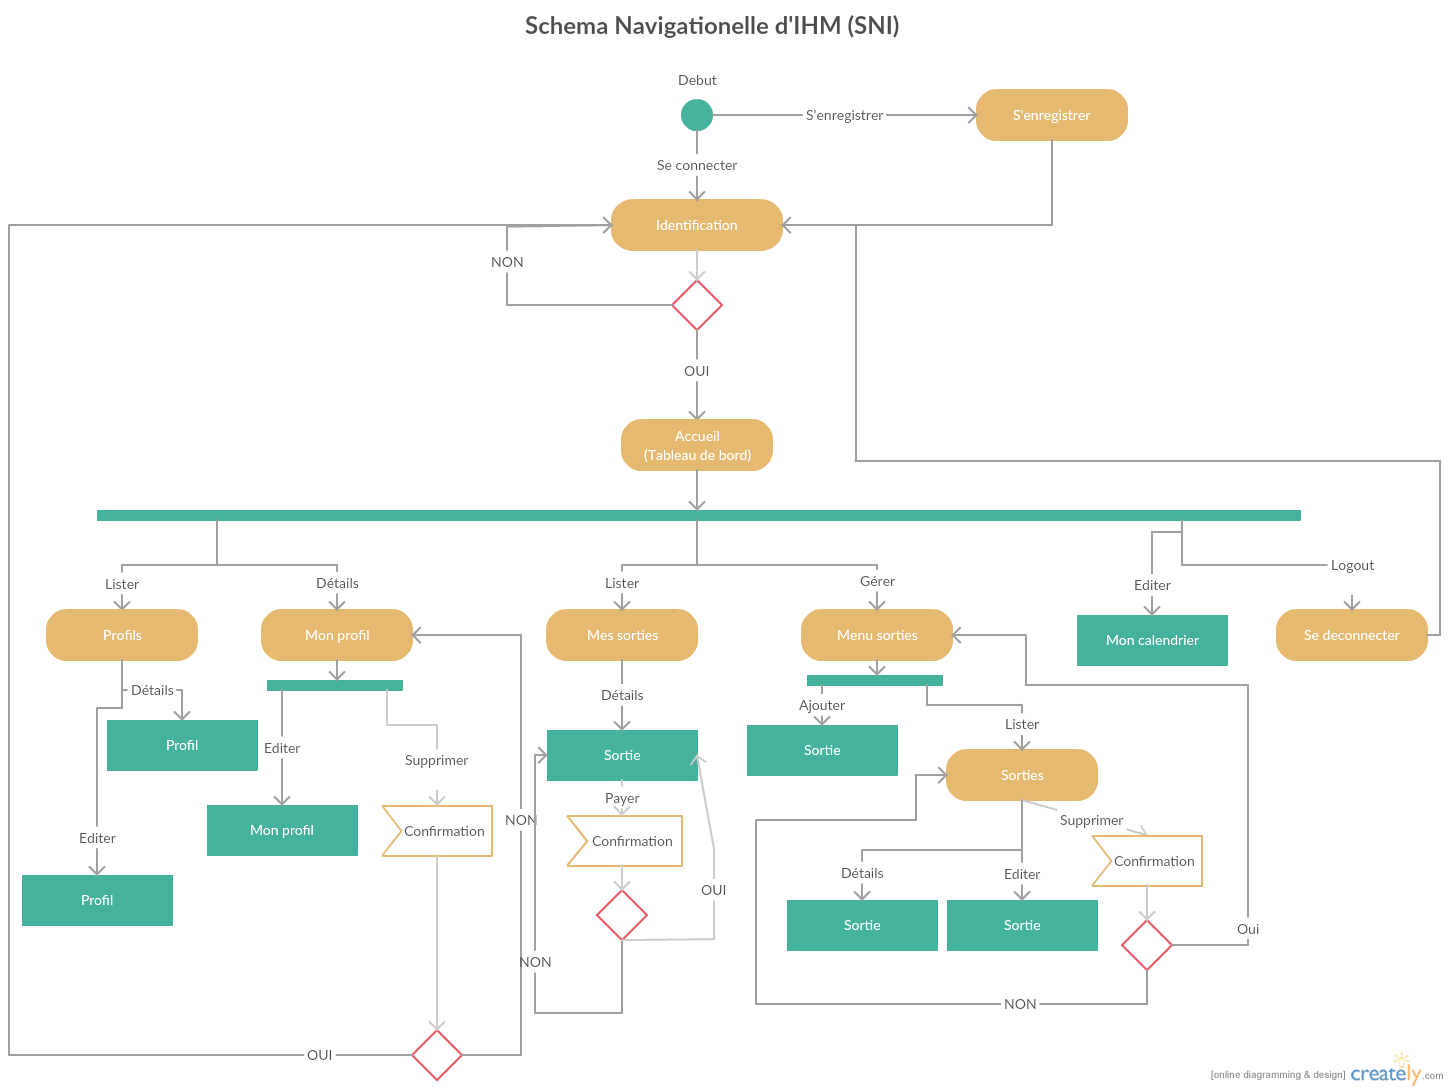 Schema Navigationelle d'IHM (SNI)
Debut
S'enregistrer
S'enregistrer
Se connecter
Identification
NON
OUI
Accueil
(Tableau de bord)
Lister
Détails
Lister
Gérer
Editer
Logout
Profils
Mon profil
Mes sorties
Menu sorties
Mon calendrier
Se deconnecter
Détails
Détails
Ajouter
Lister
Profil
Editer
Supprimer
Sortie
Sortie
Sorties
Payer
Supprimer
NON
Editer
Mon profil
Confirmation
Confirmation
Confirmation
Détails
Editer
OUI
Profil
Sortie
Sortie
Oui
NON
NON
OUI
[online diagramming & design] creately.com